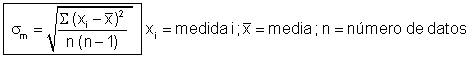 σm = √(Σ (xi – x̅)² / n (n – 1)) xi = medida i ; x̅ = media ; n = número de datos